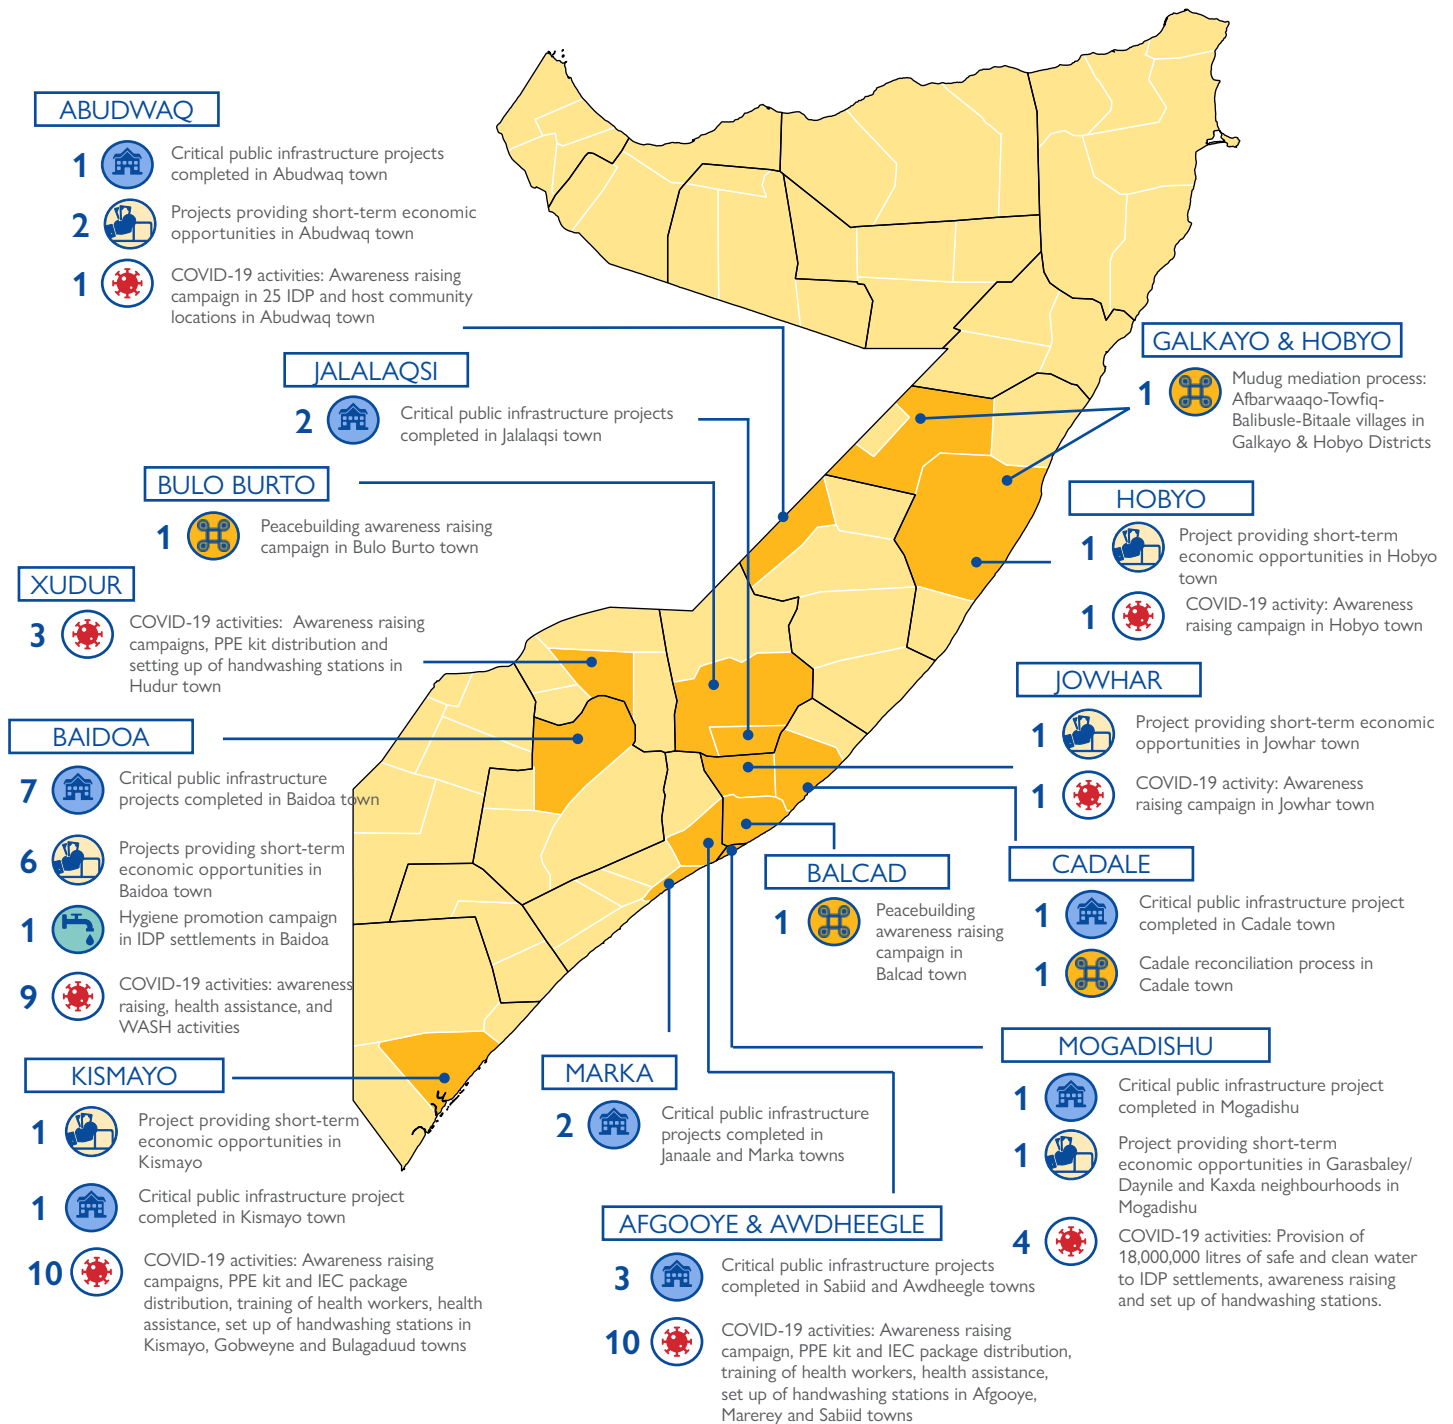 ABUDWAQ
1
Critical public infrastructure projects
completed in Abudwaq town
2
Projects providing short-term economic
opportunities in Abudwaq town
1
COVID-19 activities: Awareness raising
campaign in 25 IDP and host community
locations in Abudwaq town
JALALAQSI
2
Critical public infrastructure projects
completed in Jalalaqsi town
BULO BURTO
1
Peacebuilding awareness raising
campaign in Bulo Burto town
XUDUR
3
COVID-19 activities: Awareness raising
campaigns, PPE kit distribution and
setting up of handwashing stations in
Hudur town
BAIDOA
7
Critical public infrastructure
projects completed in Baidoa town
6
Projects providing short-term
economic opportunities in
Baidoa town
1
Hygiene promotion campaign
in IDP settlements in Baidoa
9
COVID-19 activities: awareness
raising, health assistance, and
WASH activities
KISMAYO
1
Project providing short-term
economic opportunities in
Kismayo
1
Critical public infrastructure project
completed in Kismayo town
10
COVID-19 activities: Awareness raising
campaigns, PPE kit and IEC package
distribution, training of health workers, health
assistance, set up of handwashing stations in
Kismayo, Gobweyne and Bulagaduud towns
MARKA
2
Critical public infrastructure
projects completed in
Janaale and Marka towns
AFGOOYE & AWDHEEGLE
3
Critical public infrastructure projects
completed in Sabiid and Awdheegle towns
10
COVID-19 activities: Awareness raising
campaign, PPE kit and IEC package distribution,
training of health workers, health assistance,
set up of handwashing stations in Afgooye,
Marerey and Sabiid towns
GALKAYO & HOBYO
1
Mudug mediation process:
Afbarwaaqo-Towfiq-
Balibusle-Bitaale villages in
Galkayo & Hobyo Districts
HOBYO
1
Project providing short-term
economic opportunities in Hobyo
town
1
COVID-19 activity: Awareness
raising campaign in Hobyo town
JOWHAR
1
Project providing short-term economic
opportunities in Jowhar town
1
COVID-19 activity: Awareness
raising campaign in Jowhar town
BALCAD
1
Peacebuilding
awareness raising
campaign in
Balcad town
CADALE
1
Critical public infrastructure project
completed in Cadale town
1
Cadale reconciliation process in
Cadale town
MOGADISHU
1
Critical public infrastructure project
completed in Mogadishu
1
Project providing short-term
economic opportunities in Garasbaley/
Daynile and Kaxda neighbourhoods in
Mogadishu
4
COVID-19 activities: Provision of
18,000,000 litres of safe and clean water
to IDP settlements, awareness raising
and set up of handwashing stations.